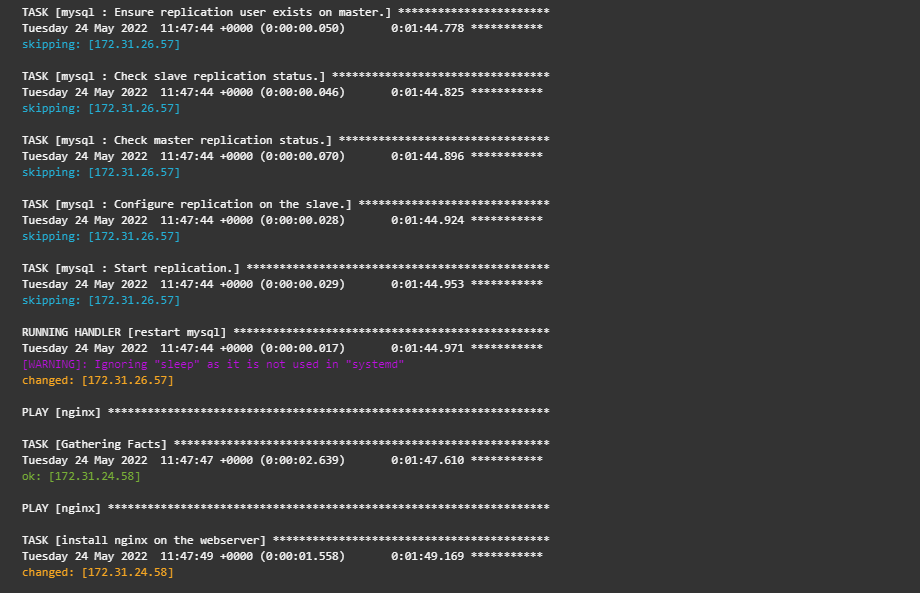 TASK [mysql : Ensure replication user exists on master.] ***********************
Tuesday 24 May 2022  11:47:44 +0000 (0:00:00.050)       0:01:44.778 ***********
skipping: [172.31.26.57]
TASK [mysql : Check slave replication status.] *********************************
Tuesday 24 May 2022  11:47:44 +0000 (0:00:00.046)       0:01:44.825 ***********
skipping: [172.31.26.57]
TASK [mysql : Check master replication status.] ********************************
Tuesday 24 May 2022  11:47:44 +0000 (0:00:00.070)       0:01:44.896 ***********
skipping: [172.31.26.57]
TASK [mysql : Configure replication on the slave.] *****************************
Tuesday 24 May 2022  11:47:44 +0000 (0:00:00.028)       0:01:44.924 ***********
skipping: [172.31.26.57]
TASK [mysql : Start replication.] **********************************************
Tuesday 24 May 2022  11:47:44 +0000 (0:00:00.029)       0:01:44.953 ***********
skipping: [172.31.26.57]
RUNNING HANDLER [restart mysql] ************************************************
Tuesday 24 May 2022  11:47:44 +0000 (0:00:00.017)       0:01:44.971 ***********
[WARNING]: Ignoring "sleep" as it is not used in "systemd"
changed: [172.31.26.57]
PLAY [nginx] *******************************************************************
TASK [Gathering Facts] *********************************************************
Tuesday 24 May 2022  11:47:47 +0000 (0:00:02.639)       0:01:47.610 ***********
ok: [172.31.24.58]
PLAY [nginx] *******************************************************************
TASK [install nginx on the webserver] ******************************************
Tuesday 24 May 2022  11:47:49 +0000 (0:00:01.558)       0:01:49.169 ***********
changed: [172.31.24.58]